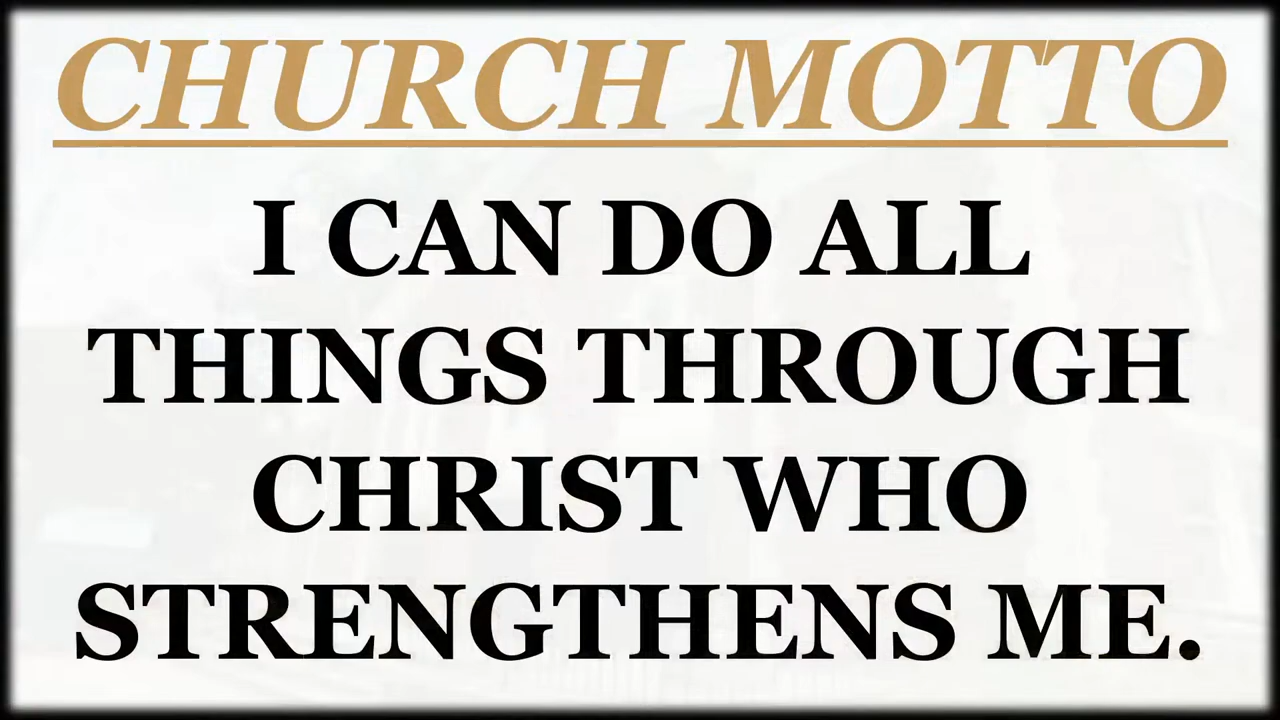 CHURCH MOTTO
I CAN DO ALL
THINGS THROUGH
CHRIST WHO
STRENGTHENS ME.